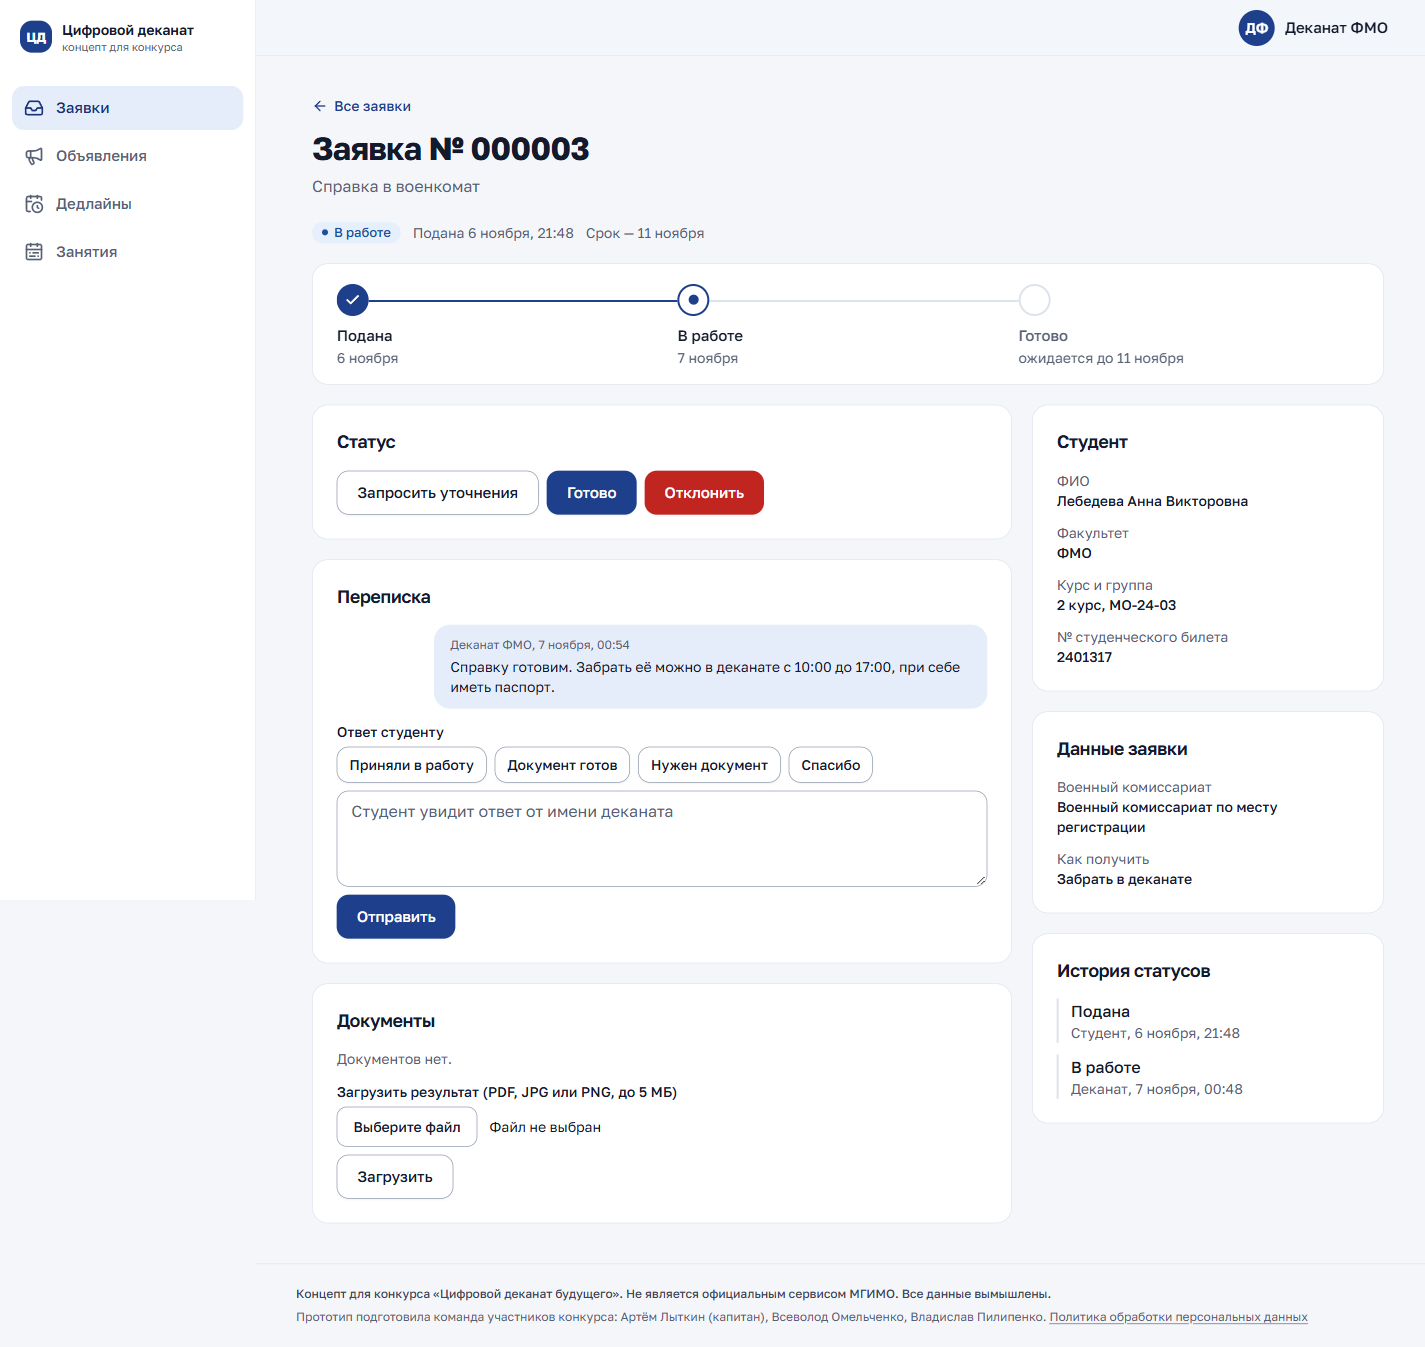 ЦД
Цифровой деканат
концепт для конкурса
ДФ
Деканат ФМО
Заявки
Объявления
Дедлайны
Занятия
Все заявки
Заявка № 000003
Справка в военкомат
В работе
Подана 6 ноября, 21:48
Срок — 11 ноября
Подана
6 ноября
В работе
7 ноября
Готово
ожидается до 11 ноября
Статус
Запросить уточнения
Готово
Отклонить
Переписка
Деканат ФМО, 7 ноября, 00:54
Справку готовим. Забрать её можно в деканате с 10:00 до 17:00, при себе
иметь паспорт.
Ответ студенту
Приняли в работу
Документ готов
Нужен документ
Спасибо
Студент увидит ответ от имени деканата
Отправить
Документы
Документов нет.
Загрузить результат (PDF, JPG или PNG, до 5 МБ)
Выберите файл
Файл не выбран
Загрузить
Студент
ФИО
Лебедева Анна Викторовна
Факультет
ФМО
Курс и группа
2 курс, МО-24-03
№ студенческого билета
2401317
Данные заявки
Военный комиссариат
Военный комиссариат по месту
регистрации
Как получить
Забрать в деканате
История статусов
Подана
Студент, 6 ноября, 21:48
В работе
Деканат, 7 ноября, 00:48
Концепт для конкурса «Цифровой деканат будущего». Не является официальным сервисом МГИМО. Все данные вымышлены.
Прототип подготовила команда участников конкурса: Артём Лыткин (капитан), Всеволод Омельченко, Владислав Пилипенко. Политика обработки персональных данных